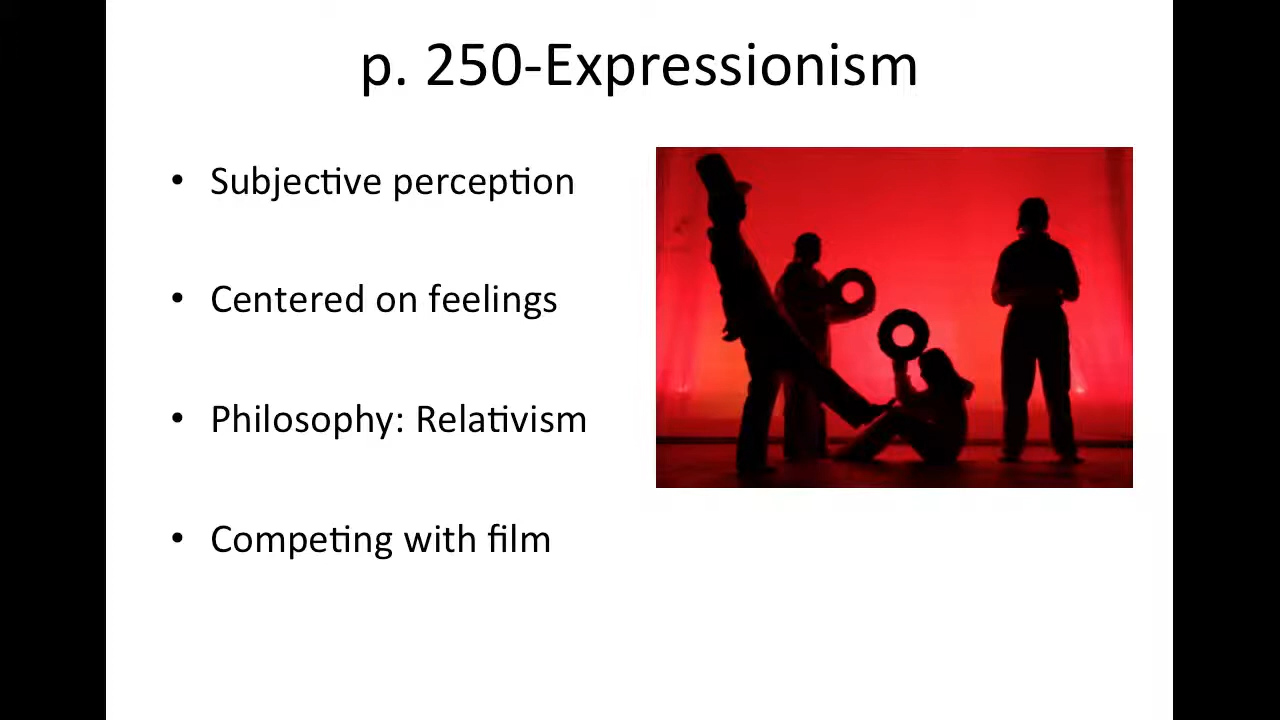 p. 250-Expressionism
• Subjective perception
• Centered on feelings
• Philosophy: Relativism
• Competing with film